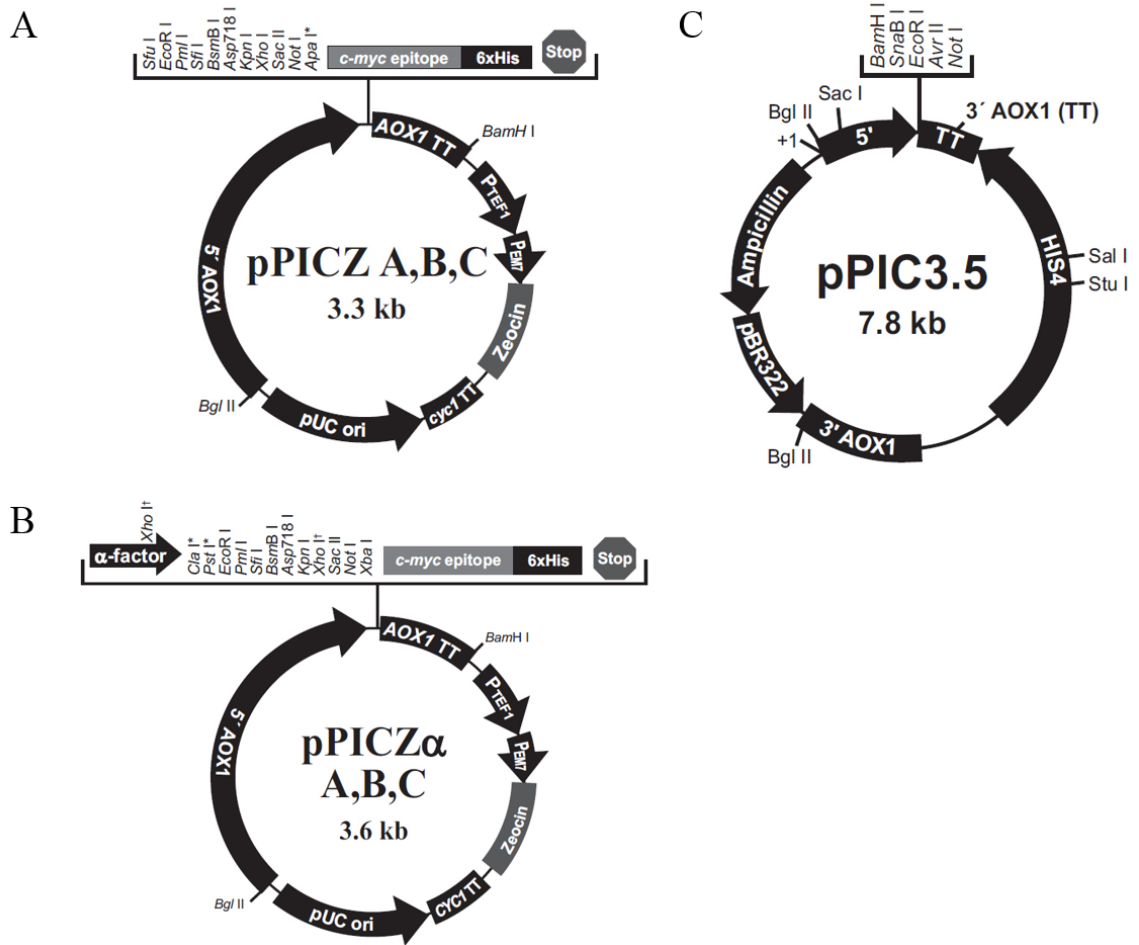 A
Sfu I
EcoR I
Pml I
Sfi I
BsmB I
Asp718 I
Kpn I
Xho I
Sac II
Not I
Apa I*
c-myc epitope
6xHis
Stop
AOX1 TT
BamH I
PTEF1
PEM7
Zeocin
cyc1 TT
pUC ori
Bgl II
5´ AOX1
pPICZ A,B,C
3.3 kb
C
BamH I
SnaB I
EcoR I
Avr II
Not I
Sac I
Bgl II
+1
5'
TT
3´ AOX1 (TT)
HIS4
Sal I
Stu I
3' AOX1
Bgl II
pBR322
Ampicillin
pPIC3.5
7.8 kb
B
α-factor
Xho I†
Cla I*
Pst I*
EcoR I
Pml I
Sfi I
BsmB I
Asp718 I
Kpn I
Xho I†
Sac II
Not I
Xba I
c-myc epitope
6xHis
Stop
AOX1 TT
BamH I
PTEF1
PEM7
Zeocin
CYC1 TT
pUC ori
Bgl II
5´ AOX1
pPICZα
A,B,C
3.6 kb